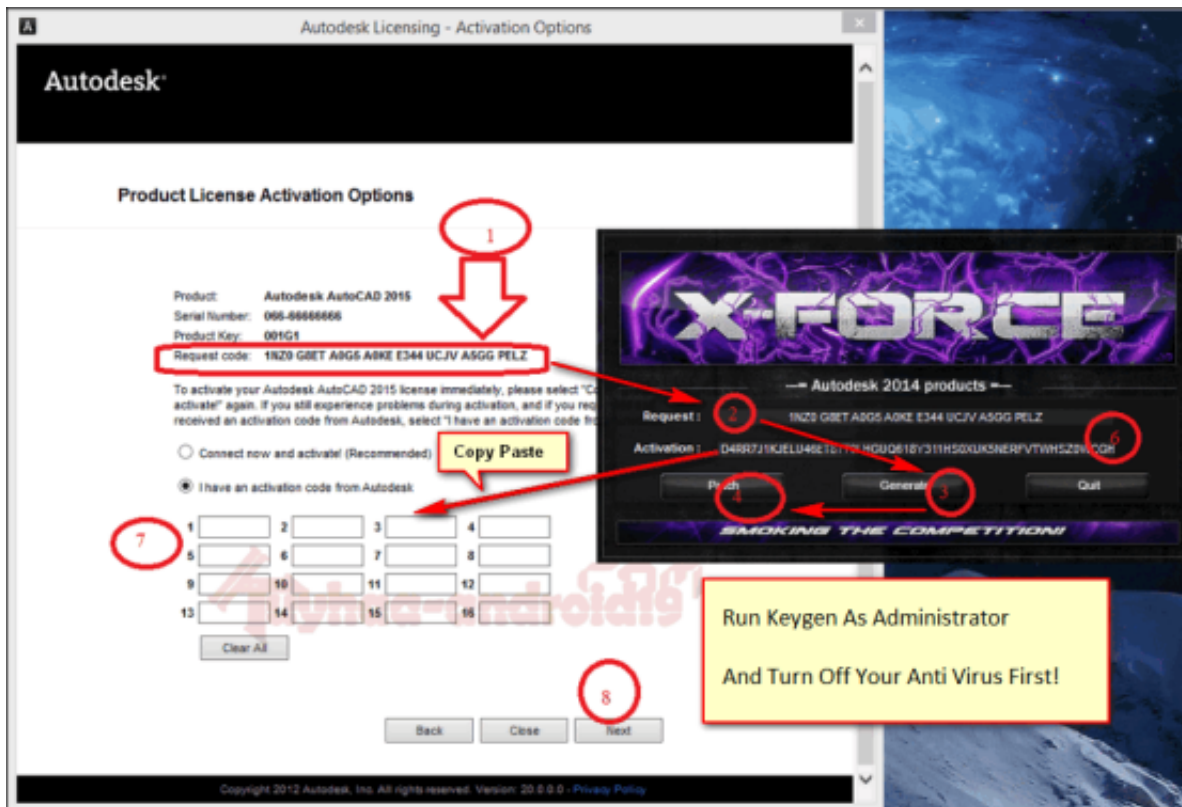 Autodesk Licensing - Activation Options
Autodesk
Product License Activation Options
1
Product: Autodesk AutoCAD 2015
Serial Number: 066-66666666
Product Key: 001G1
Request code: 1NZ0 G8ET A0G5 A0KE E344 UCJV A5GG PELZ
To activate your Autodesk AutoCAD 2015 license immediately, please select
activate!" again. If you still experience problems during activation, and if you
received an activation code from Autodesk, select "I have an activation code
Connect now and activate! (Recommended)
I have an activation code from Autodesk
Copy Paste
7
1 2 3 4
5 6 7 8
9 10 11 12
13 14 15 16
Clear All
8
Back Close Next
Copyright 2012 Autodesk, Inc. All rights reserved. Version: 20.0.0.0 - Privacy Policy
X-FORCE
Autodesk 2014 products
Request: 2 1NZ0 G8ET A0G5 A0KE E344 UCJV A5GG PELZ
Activation: 6
Patch 4 Generate 3 Quit
SMOKING THE COMPETITION!
Run Keygen As Administrator
And Turn Off Your Anti Virus First!